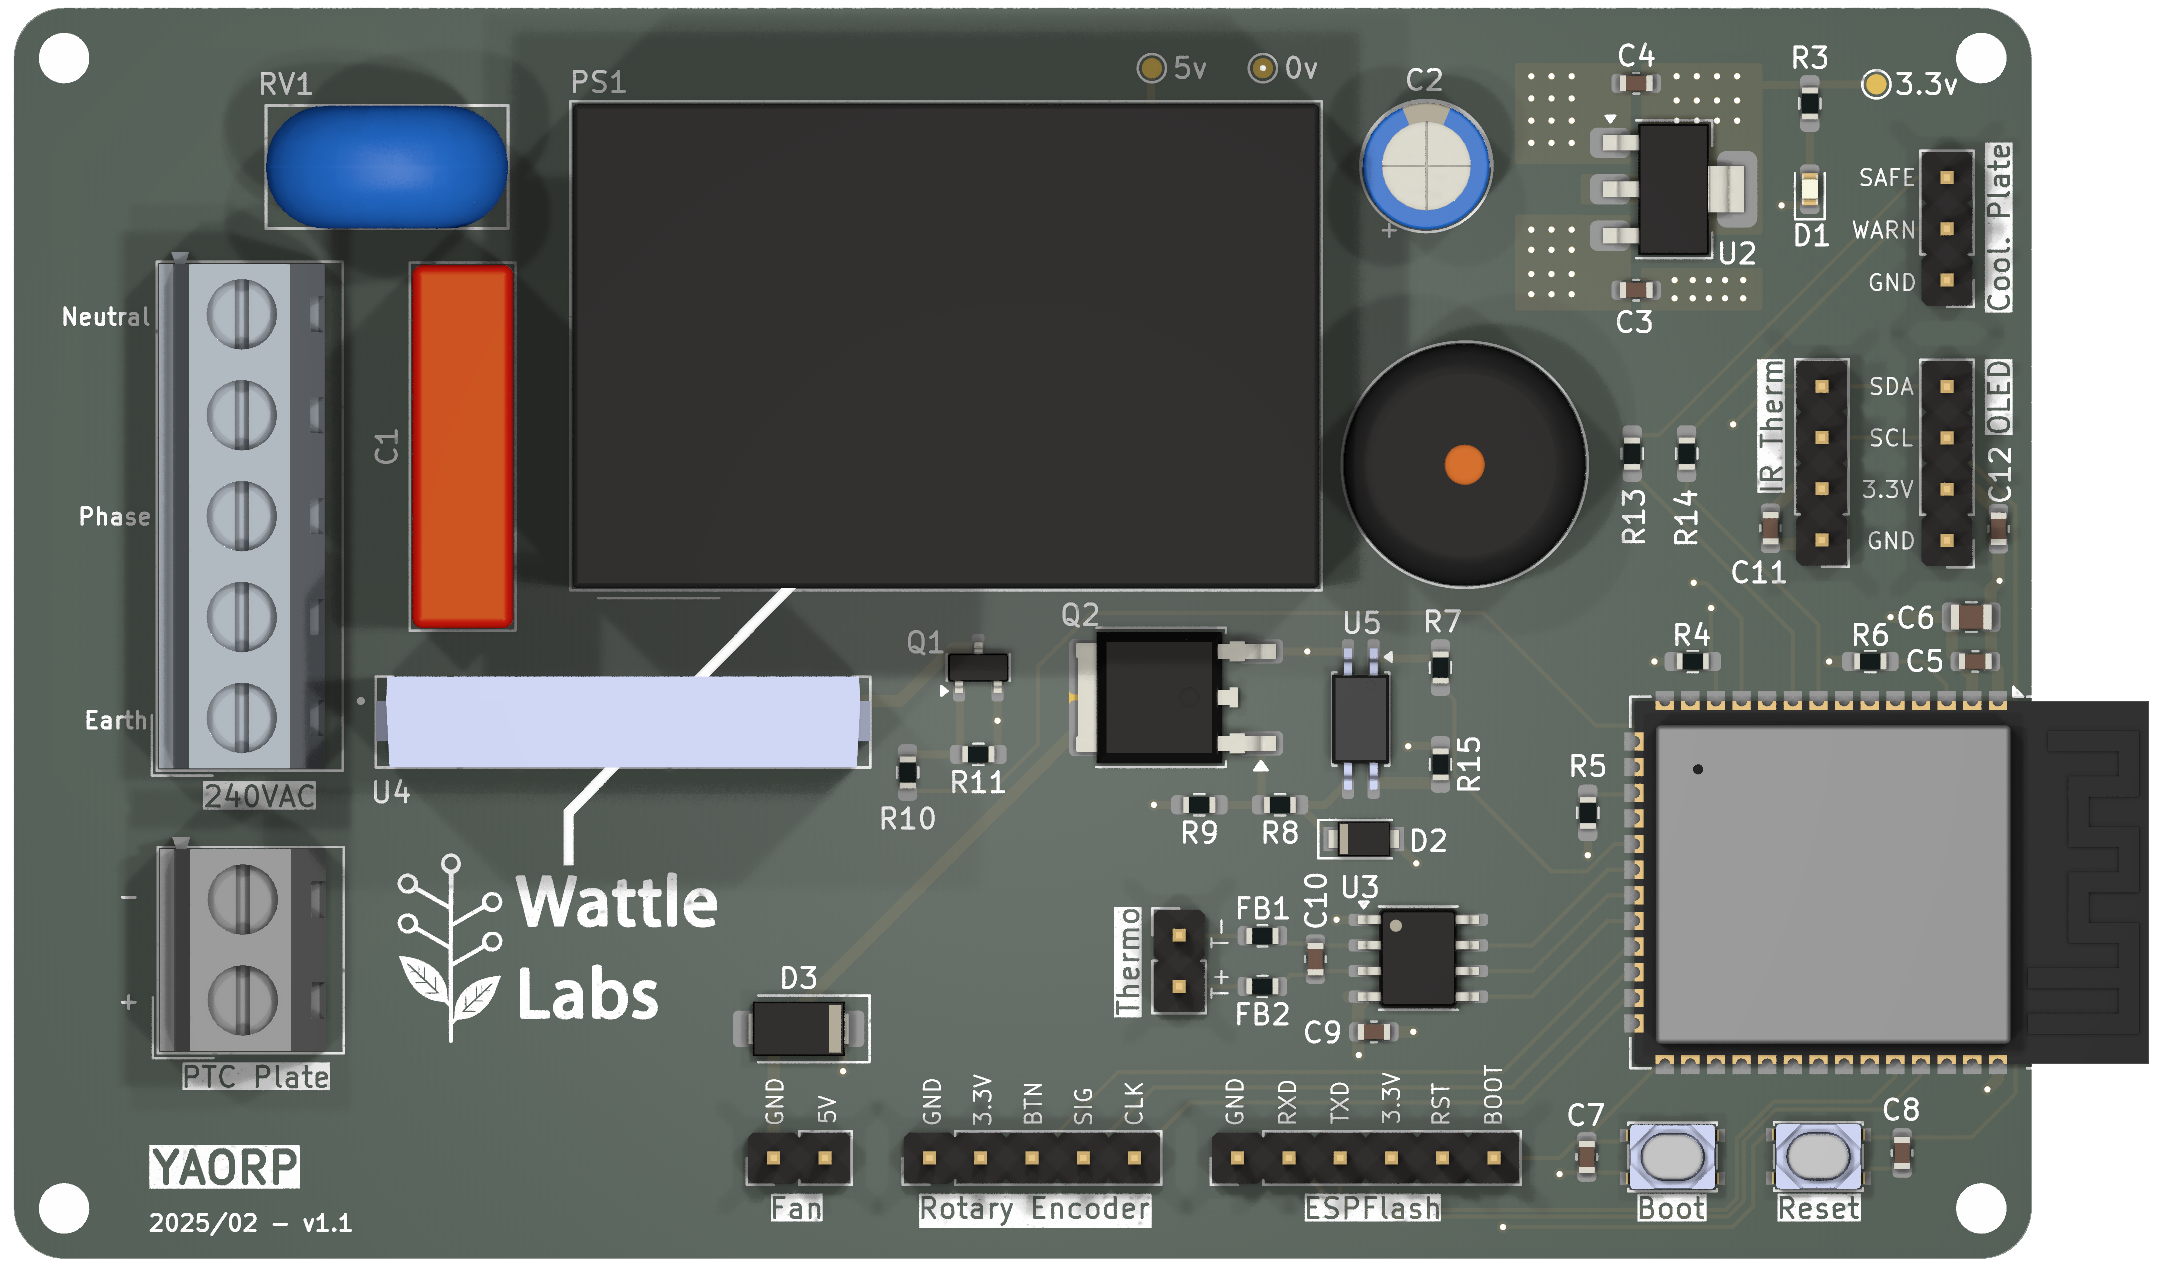 RV1
PS1
5v
0v
C2
C4
R3
3.3v
SAFE
WARN
GND
Cool. Plate
U2
D1
C3
+
Neutral
Phase
Earth
240VAC
C1
U4
IR Therm
SDA
SCL
3.3V
GND
OLED
C12
R13
R14
C11
Q1
Q2
U5
R7
R4
R6
C6
C5
R11
R10
R9
R8
R15
R5
D2
-
+
PTC Plate
Wattle
Labs
D3
Thermo
T-
T+
FB1
FB2
C10
U3
C9
GND
5V
Fan
GND
3.3V
BTN
SIG
CLK
Rotary Encoder
GND
RXD
TXD
3.3V
RST
BOOT
ESPFlash
C7
Boot
Reset
C8
YAORP
2025/02 – v1.1